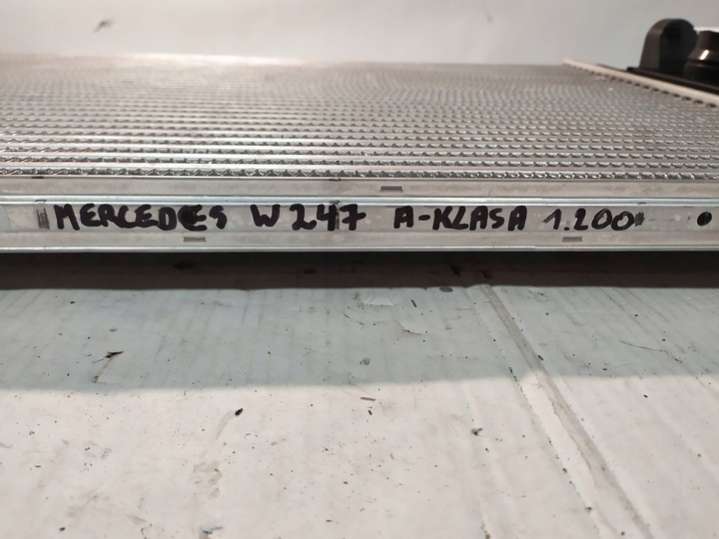 MERCEDES W247 A-KLASA 1.200